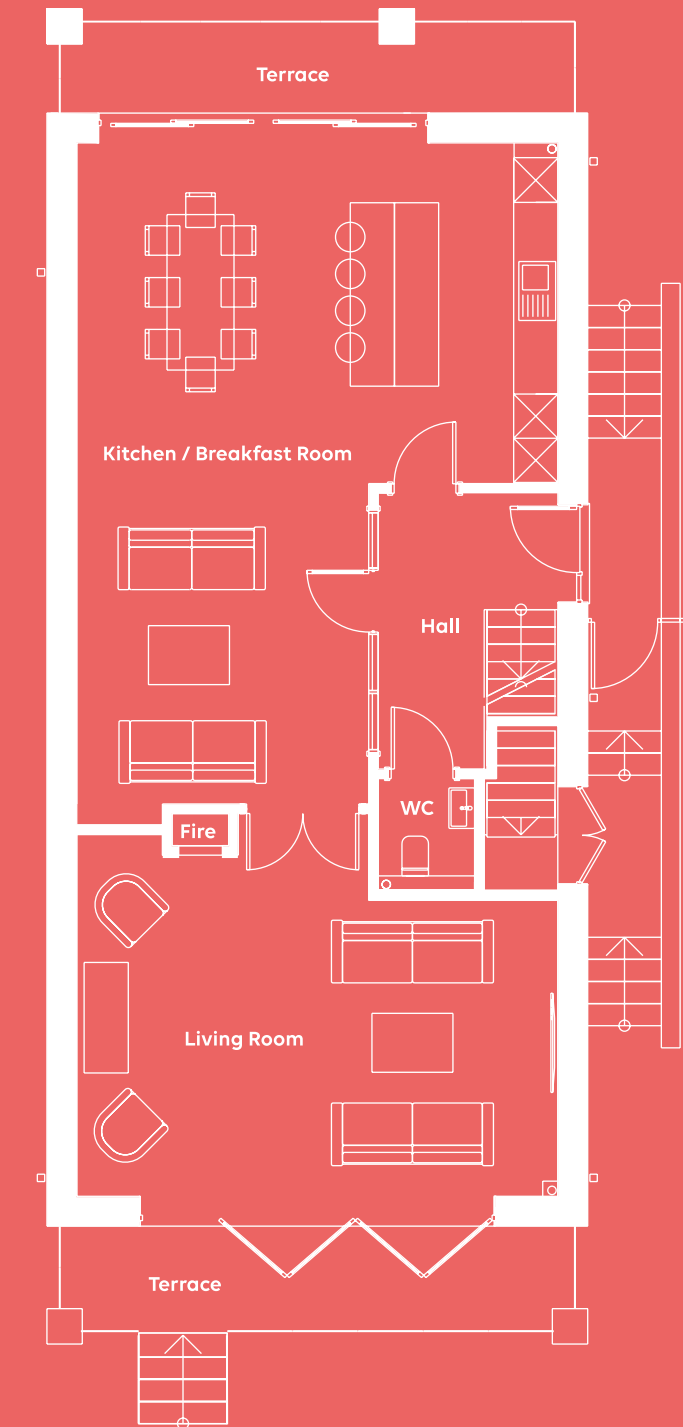 Terrace
Kitchen / Breakfast Room
Hall
WC
Fire
Living Room
Terrace